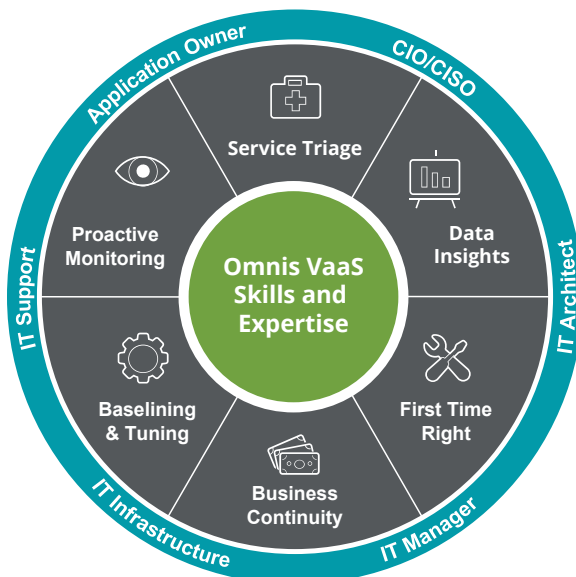 Application Owner
CIO/CISO
Service Triage
Proactive
Monitoring
Data
Insights
Omnis VaaS
Skills and
Expertise
IT Support
IT Architect
Baselining
& Tuning
First Time
Right
Business
Continuity
IT Infrastructure
IT Manager